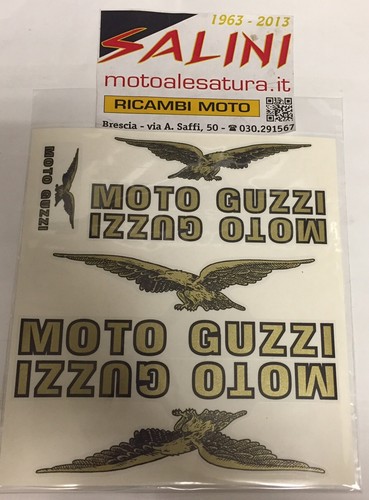 1963 - 2013
SALINI
motoalesatura.it
RICAMBI MOTO
Brescia - via A. Saffi, 50 - ☎ 030.291567
MOTO GUZZI
MOTO GUZZI
MOTO GUZZI
MOTO GUZZI
MOTO GUZZI